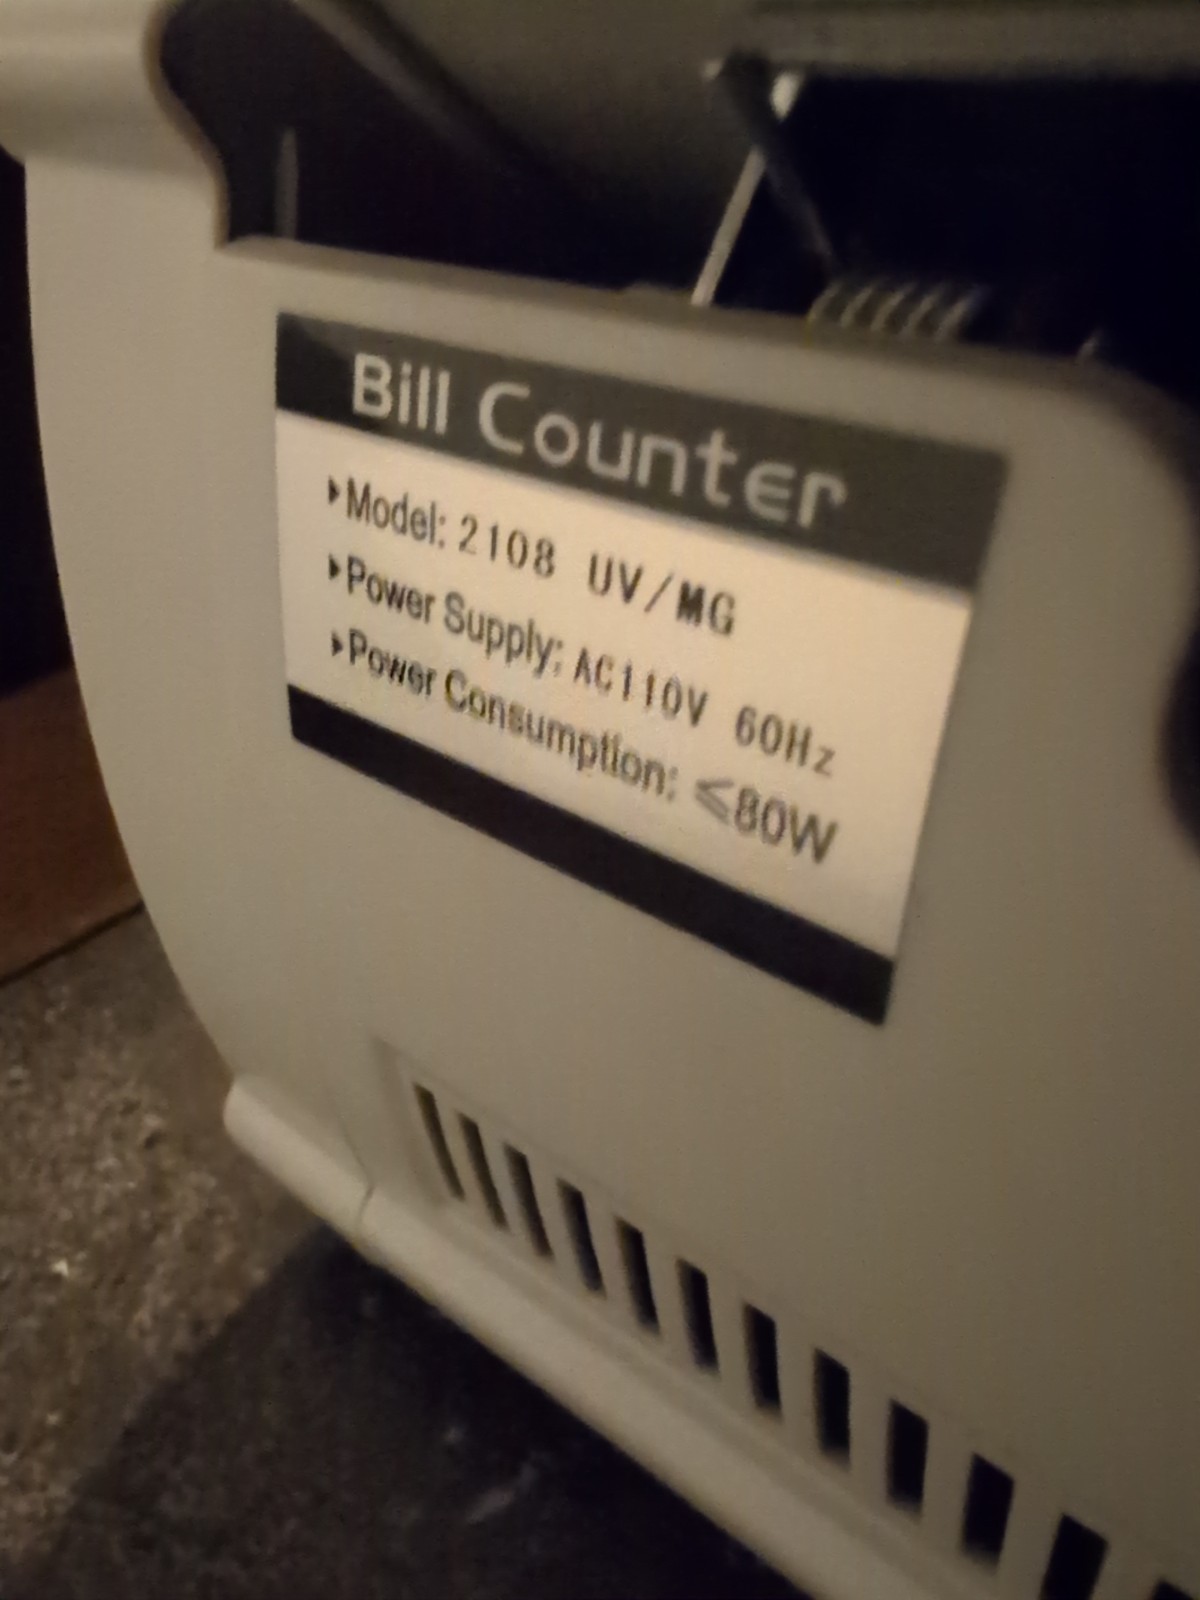 Bill Counter
▸Model: 2108 UV/MG
▸Power Supply: AC110V 60Hz
▸Power Consumption: ⩽80W